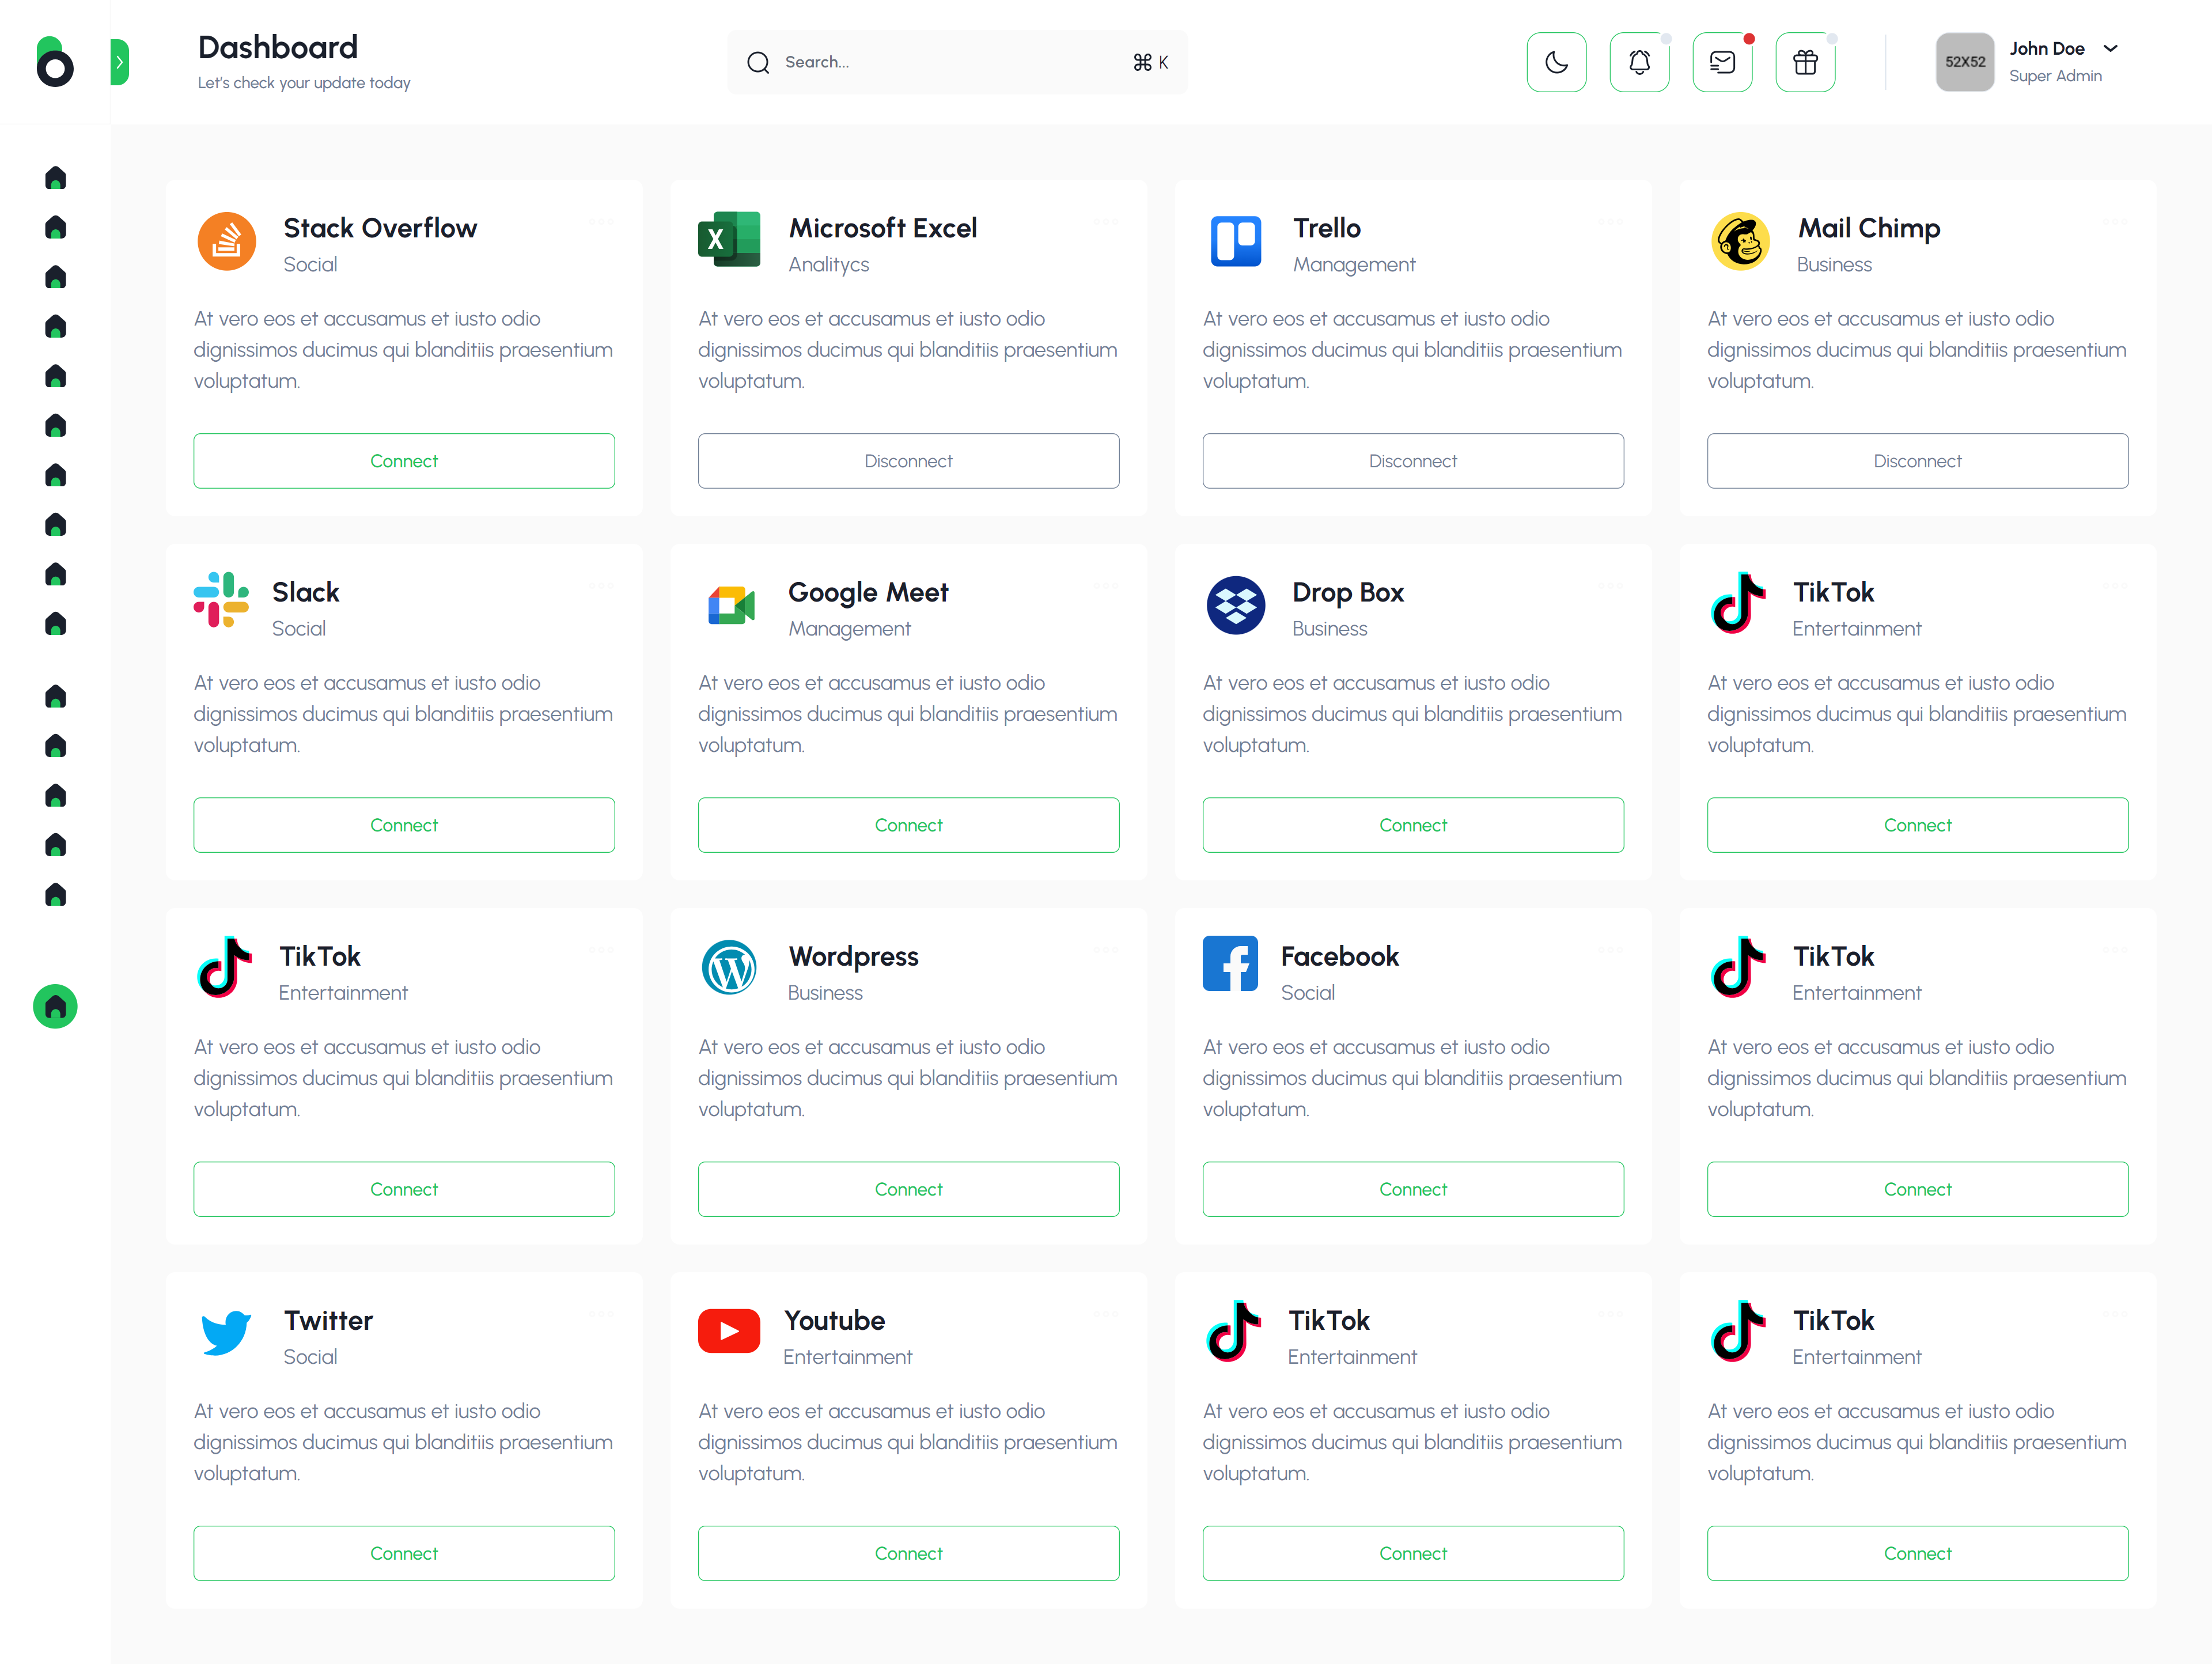 Dashboard
Let's check your update today
Search...
⌘ K
52X52
John Doe
Super Admin
Stack Overflow
Social
At vero eos et accusamus et iusto odio
dignissimos ducimus qui blanditiis praesentium
voluptatum.
Connect
Microsoft Excel
Analitycs
At vero eos et accusamus et iusto odio
dignissimos ducimus qui blanditiis praesentium
voluptatum.
Disconnect
Trello
Management
At vero eos et accusamus et iusto odio
dignissimos ducimus qui blanditiis praesentium
voluptatum.
Disconnect
Mail Chimp
Business
At vero eos et accusamus et iusto odio
dignissimos ducimus qui blanditiis praesentium
voluptatum.
Disconnect
Slack
Social
At vero eos et accusamus et iusto odio
dignissimos ducimus qui blanditiis praesentium
voluptatum.
Connect
Google Meet
Management
At vero eos et accusamus et iusto odio
dignissimos ducimus qui blanditiis praesentium
voluptatum.
Connect
Drop Box
Business
At vero eos et accusamus et iusto odio
dignissimos ducimus qui blanditiis praesentium
voluptatum.
Connect
TikTok
Entertainment
At vero eos et accusamus et iusto odio
dignissimos ducimus qui blanditiis praesentium
voluptatum.
Connect
TikTok
Entertainment
At vero eos et accusamus et iusto odio
dignissimos ducimus qui blanditiis praesentium
voluptatum.
Connect
Wordpress
Business
At vero eos et accusamus et iusto odio
dignissimos ducimus qui blanditiis praesentium
voluptatum.
Connect
Facebook
Social
At vero eos et accusamus et iusto odio
dignissimos ducimus qui blanditiis praesentium
voluptatum.
Connect
TikTok
Entertainment
At vero eos et accusamus et iusto odio
dignissimos ducimus qui blanditiis praesentium
voluptatum.
Connect
Twitter
Social
At vero eos et accusamus et iusto odio
dignissimos ducimus qui blanditiis praesentium
voluptatum.
Connect
Youtube
Entertainment
At vero eos et accusamus et iusto odio
dignissimos ducimus qui blanditiis praesentium
voluptatum.
Connect
TikTok
Entertainment
At vero eos et accusamus et iusto odio
dignissimos ducimus qui blanditiis praesentium
voluptatum.
Connect
TikTok
Entertainment
At vero eos et accusamus et iusto odio
dignissimos ducimus qui blanditiis praesentium
voluptatum.
Connect